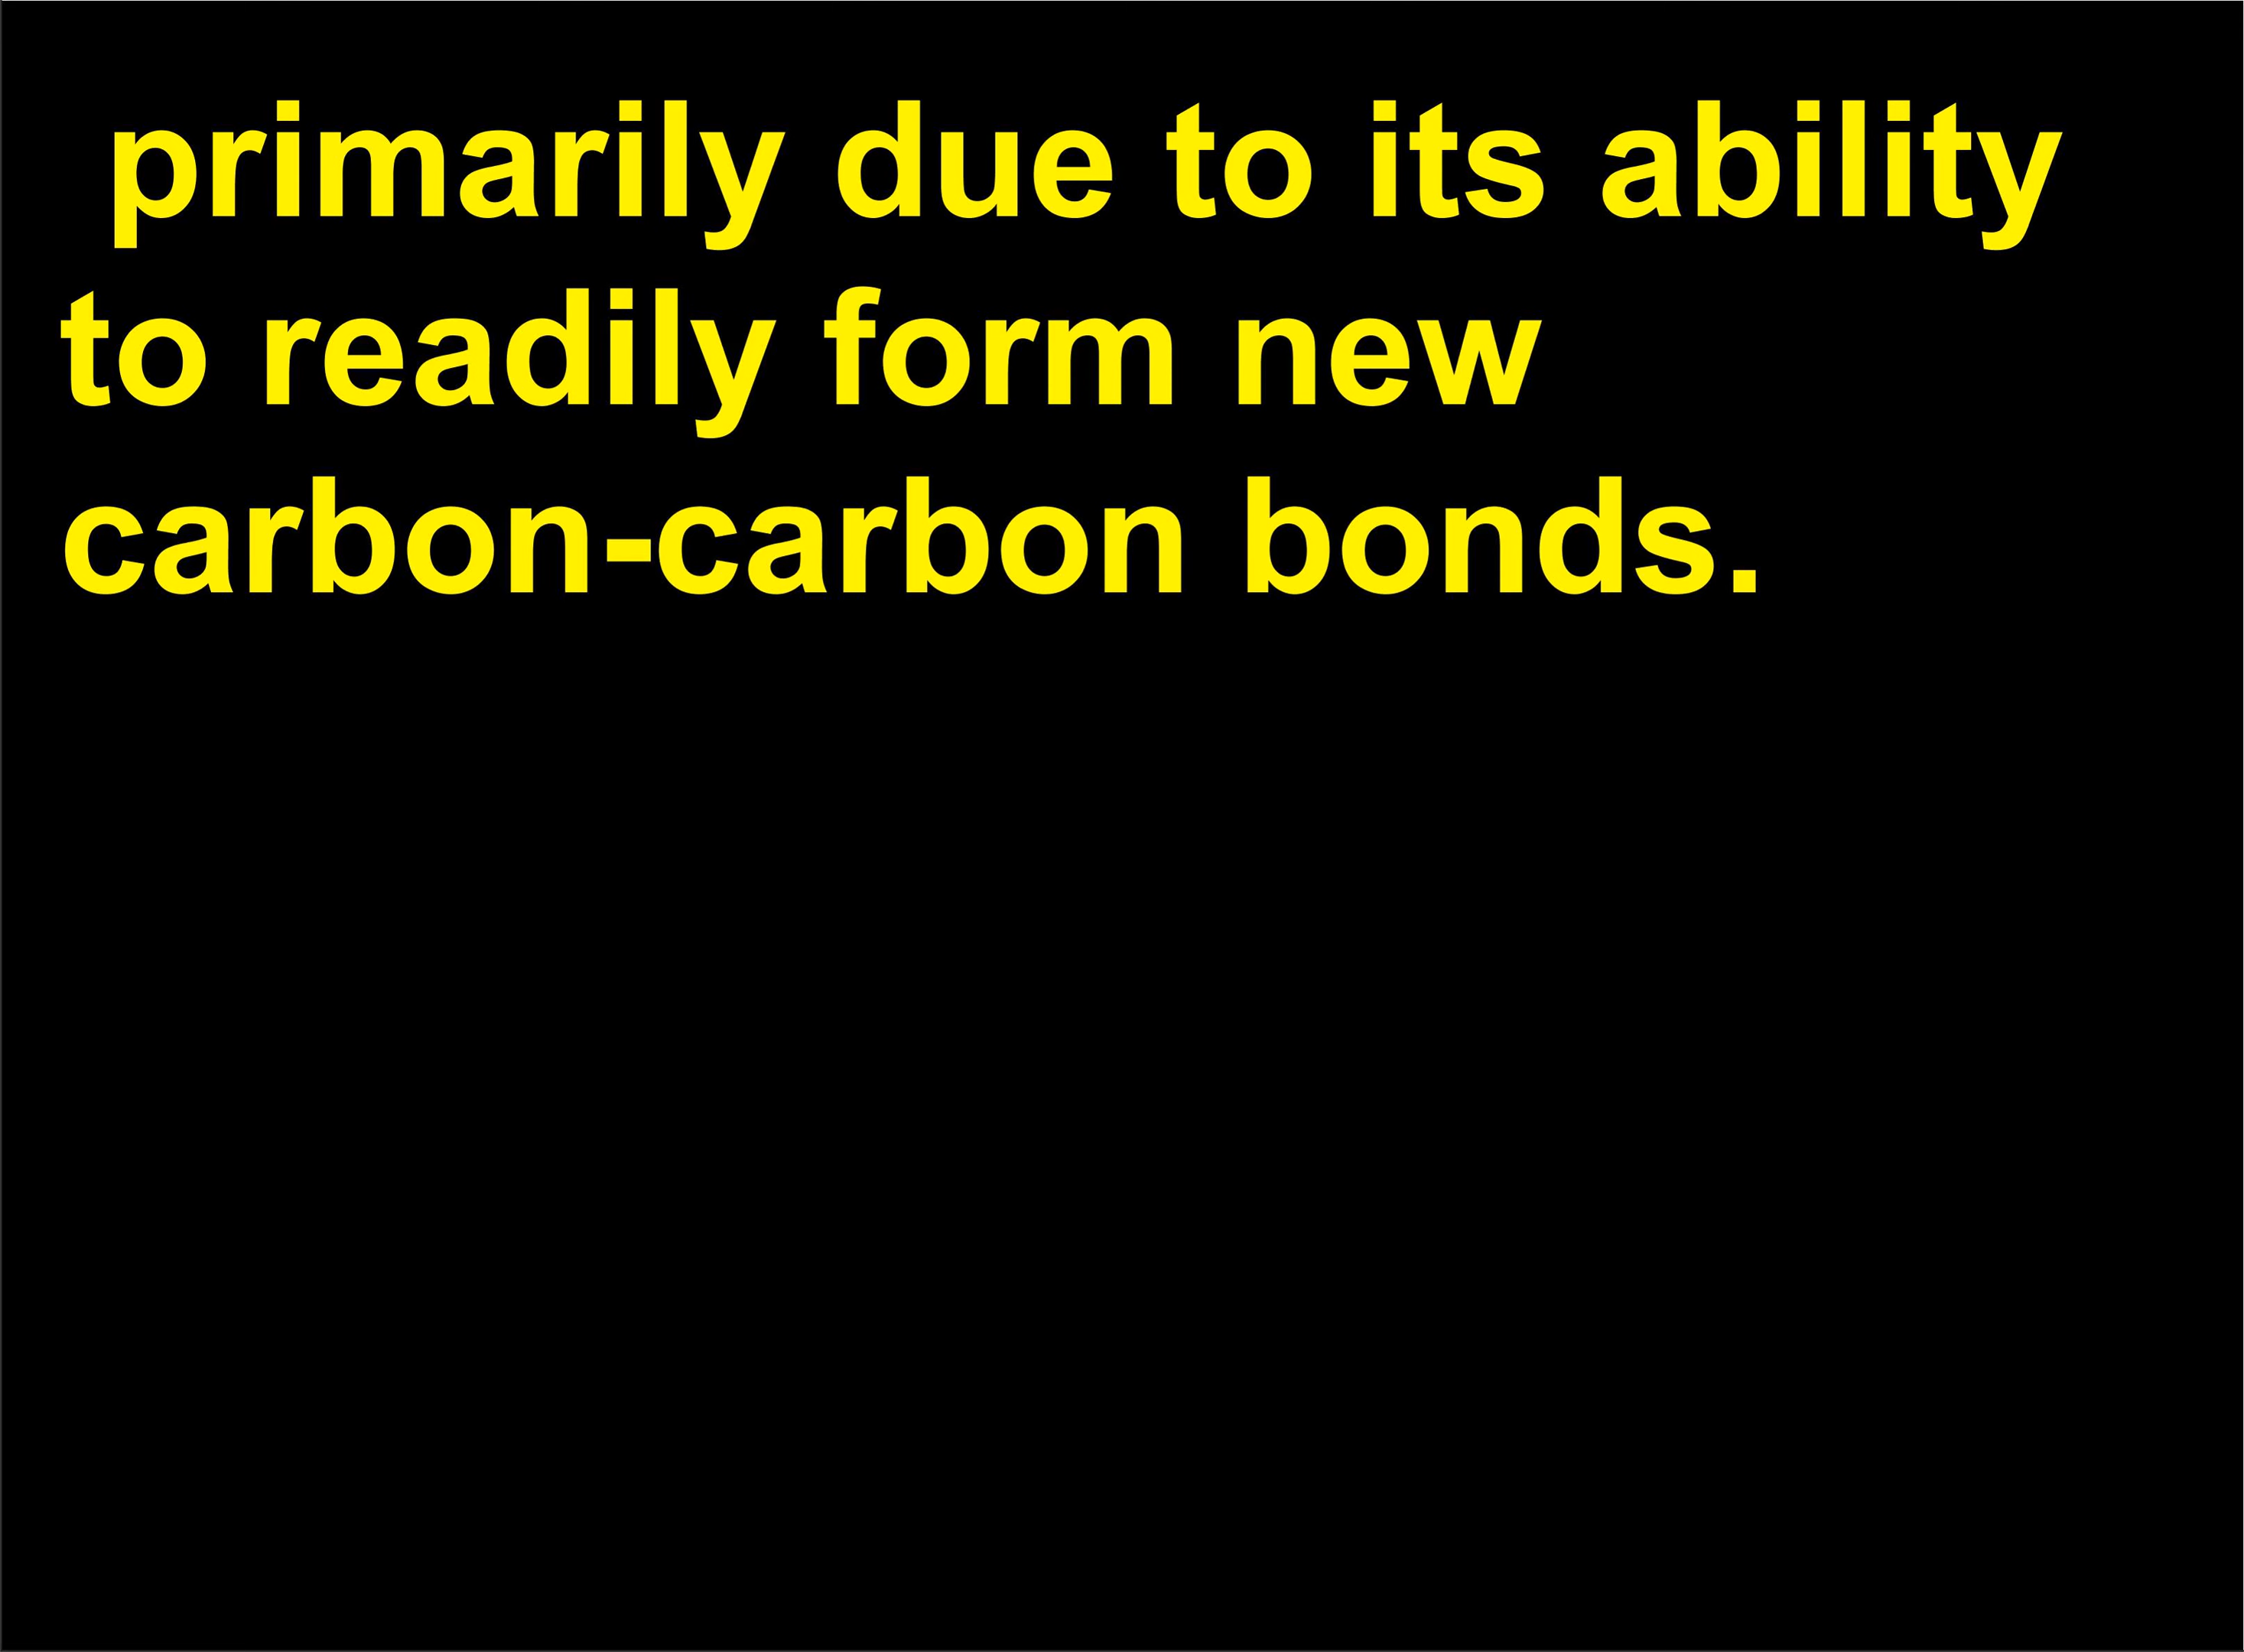 primarily due to its ability
to readily form new
carbon-carbon bonds.